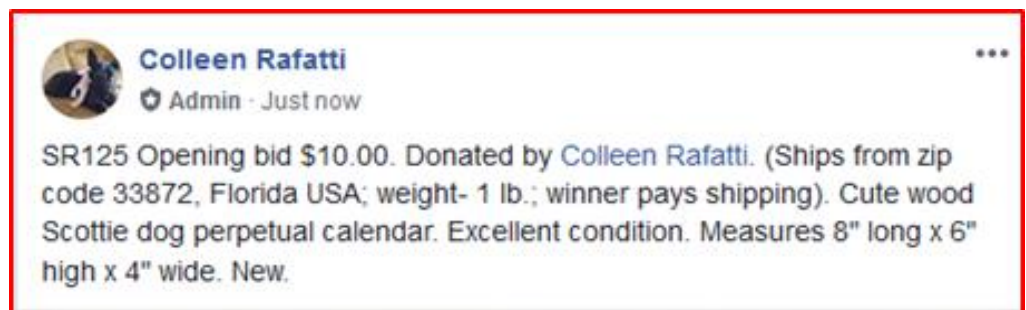 Colleen Rafatti
Admin · Just now
SR125 Opening bid $10.00. Donated by Colleen Rafatti. (Ships from zip
code 33872, Florida USA; weight- 1 lb.; winner pays shipping). Cute wood
Scottie dog perpetual calendar. Excellent condition. Measures 8" long x 6"
high x 4" wide. New.